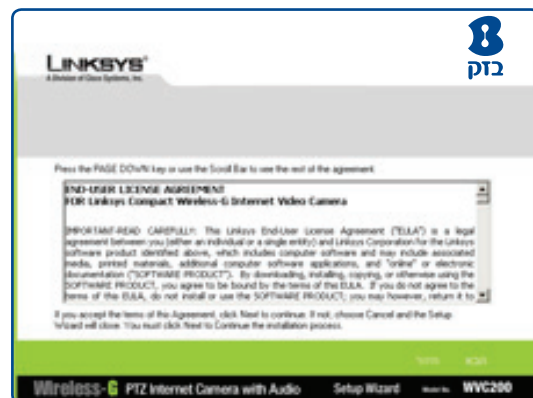 בזק
LINKSYS®
A Division of Cisco Systems, Inc.
Press the PAGE DOWN key or use the Scroll Bar to see the rest of the agreement
END-USER LICENSE AGREEMENT
FOR Linksys Compact Wireless-G Internet Video Camera
IMPORTANT-READ CAREFULLY: This Linksys End-User License Agreement ("EULA") is a legal
agreement between you (either an individual or a single entity) and Linksys Corporation for the Linksys
software product identified above, which includes computer software and may include associated
media, printed materials, additional computer software applications, and "online" or electronic
documentation ("SOFTWARE PRODUCT"). By downloading, installing, copying, or otherwise using the
SOFTWARE PRODUCT, you agree to be bound by the terms of this EULA. If you do not agree to the
terms of this EULA, do not install or use the SOFTWARE PRODUCT; you may however, return it to
If you accept the terms of the Agreement, click Next to continue. If not, choose Cancel and the Setup
Wizard will close. You must click Next to Continue the installation process.
Wireless-G PTZ Internet Camera with Audio Setup Wizard Model No. WVC200